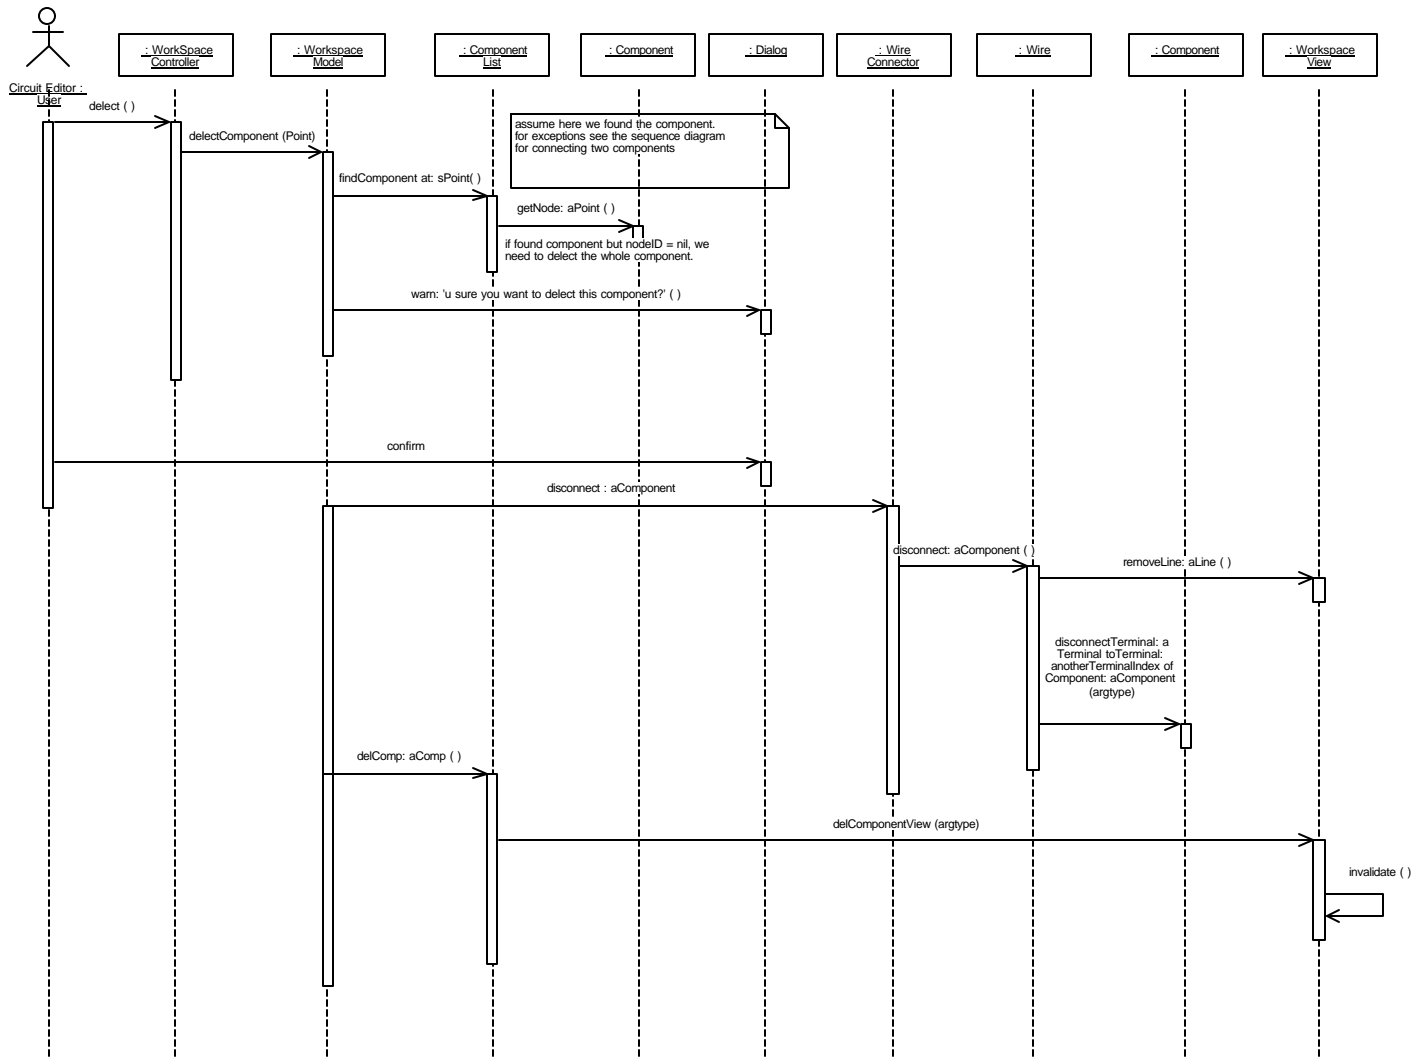 : WorkSpace
Controller
: Workspace
Model
: Component
List
: Component
: Dialog
: Wire
Connector
: Wire
: Component
: Workspace
View
Circuit Editor :
User
delect ( )
delectComponent (Point)
assume here we found the component.
for exceptions see the sequence diagram
for connecting two components
findComponent at: sPoint( )
getNode: aPoint ( )
if found component but nodeID = nil, we
need to delect the whole component.
warn: 'u sure you want to delect this component?' ( )
confirm
disconnect : aComponent
disconnect: aComponent ( )
removeLine: aLine ( )
disconnectTerminal: a
Terminal toTerminal:
anotherTerminalIndex of
Component: aComponent
(argtype)
delComp: aComp ( )
delComponentView (argtype)
invalidate ( )